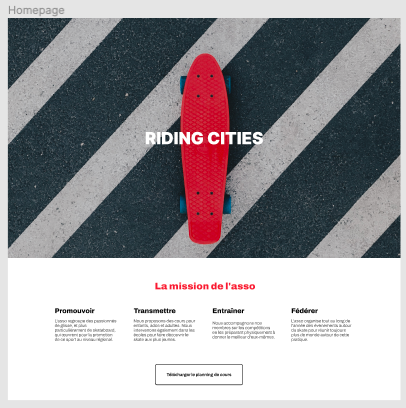 Homepage
RIDING CITIES
La mission de l'asso
Promouvoir
Transmettre
Entraîner
Fédérer
L'asso regroupe des passionnés
de glisse, et plus
particulièrement de skateboard,
qui œuvrent pour la promotion
de ce sport au niveau régional.
Nous proposons des cours pour
enfants, ados et adultes. Nous
intervenons également dans les
écoles pour faire découvrir le
skate aux plus jeunes.
Nous accompagnons nos
membres sur les compétitions
en les préparant physiquement à
donner le meilleur d'eux-mêmes.
L'asso organise tout au long de
l'année des événements autour
du skate pour réunir toujours
plus de monde autour de notre
pratique.
Télécharger le planning de cours